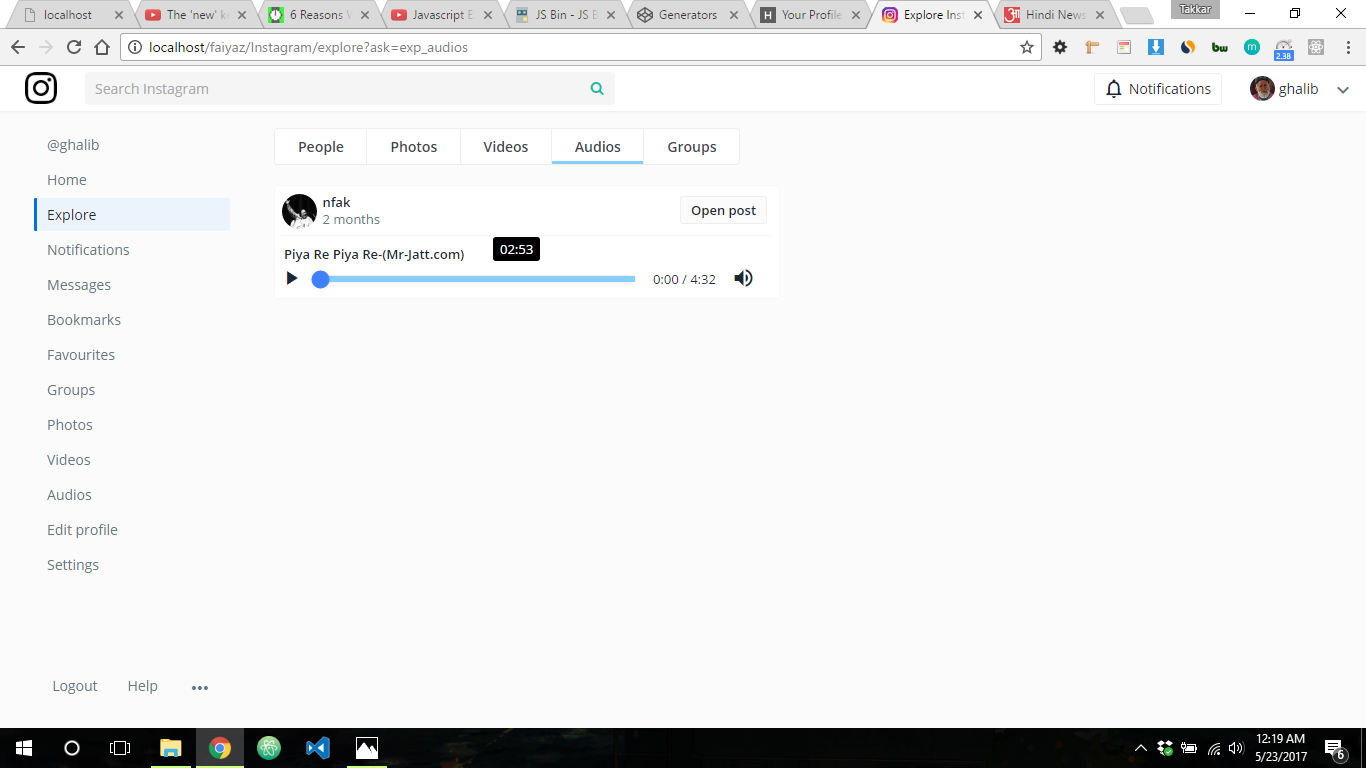 localhost
The 'new' k
6 Reasons
Javascript E
JS Bin - JS B
Generators
Your Profile
Explore Inst
Hindi News
Takkar
localhost/faiyaz/Instagram/explore?ask=exp_audios
bw
m
2.38
Search Instagram
Notifications
ghalib
@ghalib
Home
Explore
Notifications
Messages
Bookmarks
Favourites
Groups
Photos
Videos
Audios
Edit profile
Settings
Logout
Help
People
Photos
Videos
Audios
Groups
nfak
2 months
Open post
Piya Re Piya Re-(Mr-Jatt.com)
02:53
0:00 / 4:32
12:19 AM
5/23/2017
6